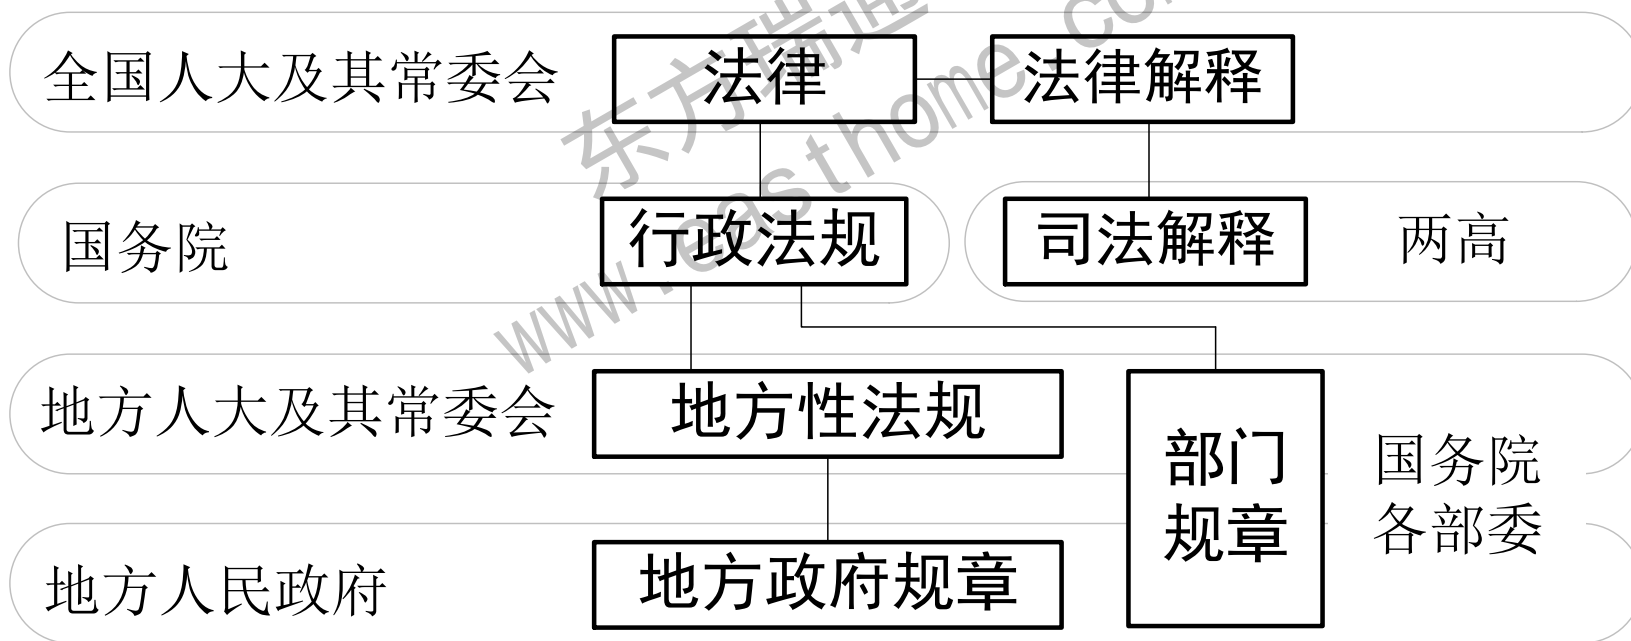 全国人大及其常委会
法律
法律解释
国务院
行政法规
司法解释
两高
地方人大及其常委会
地方性法规
部门
规章
国务院
各部委
地方人民政府
地方政府规章
东方瑞通
www.easthome.com